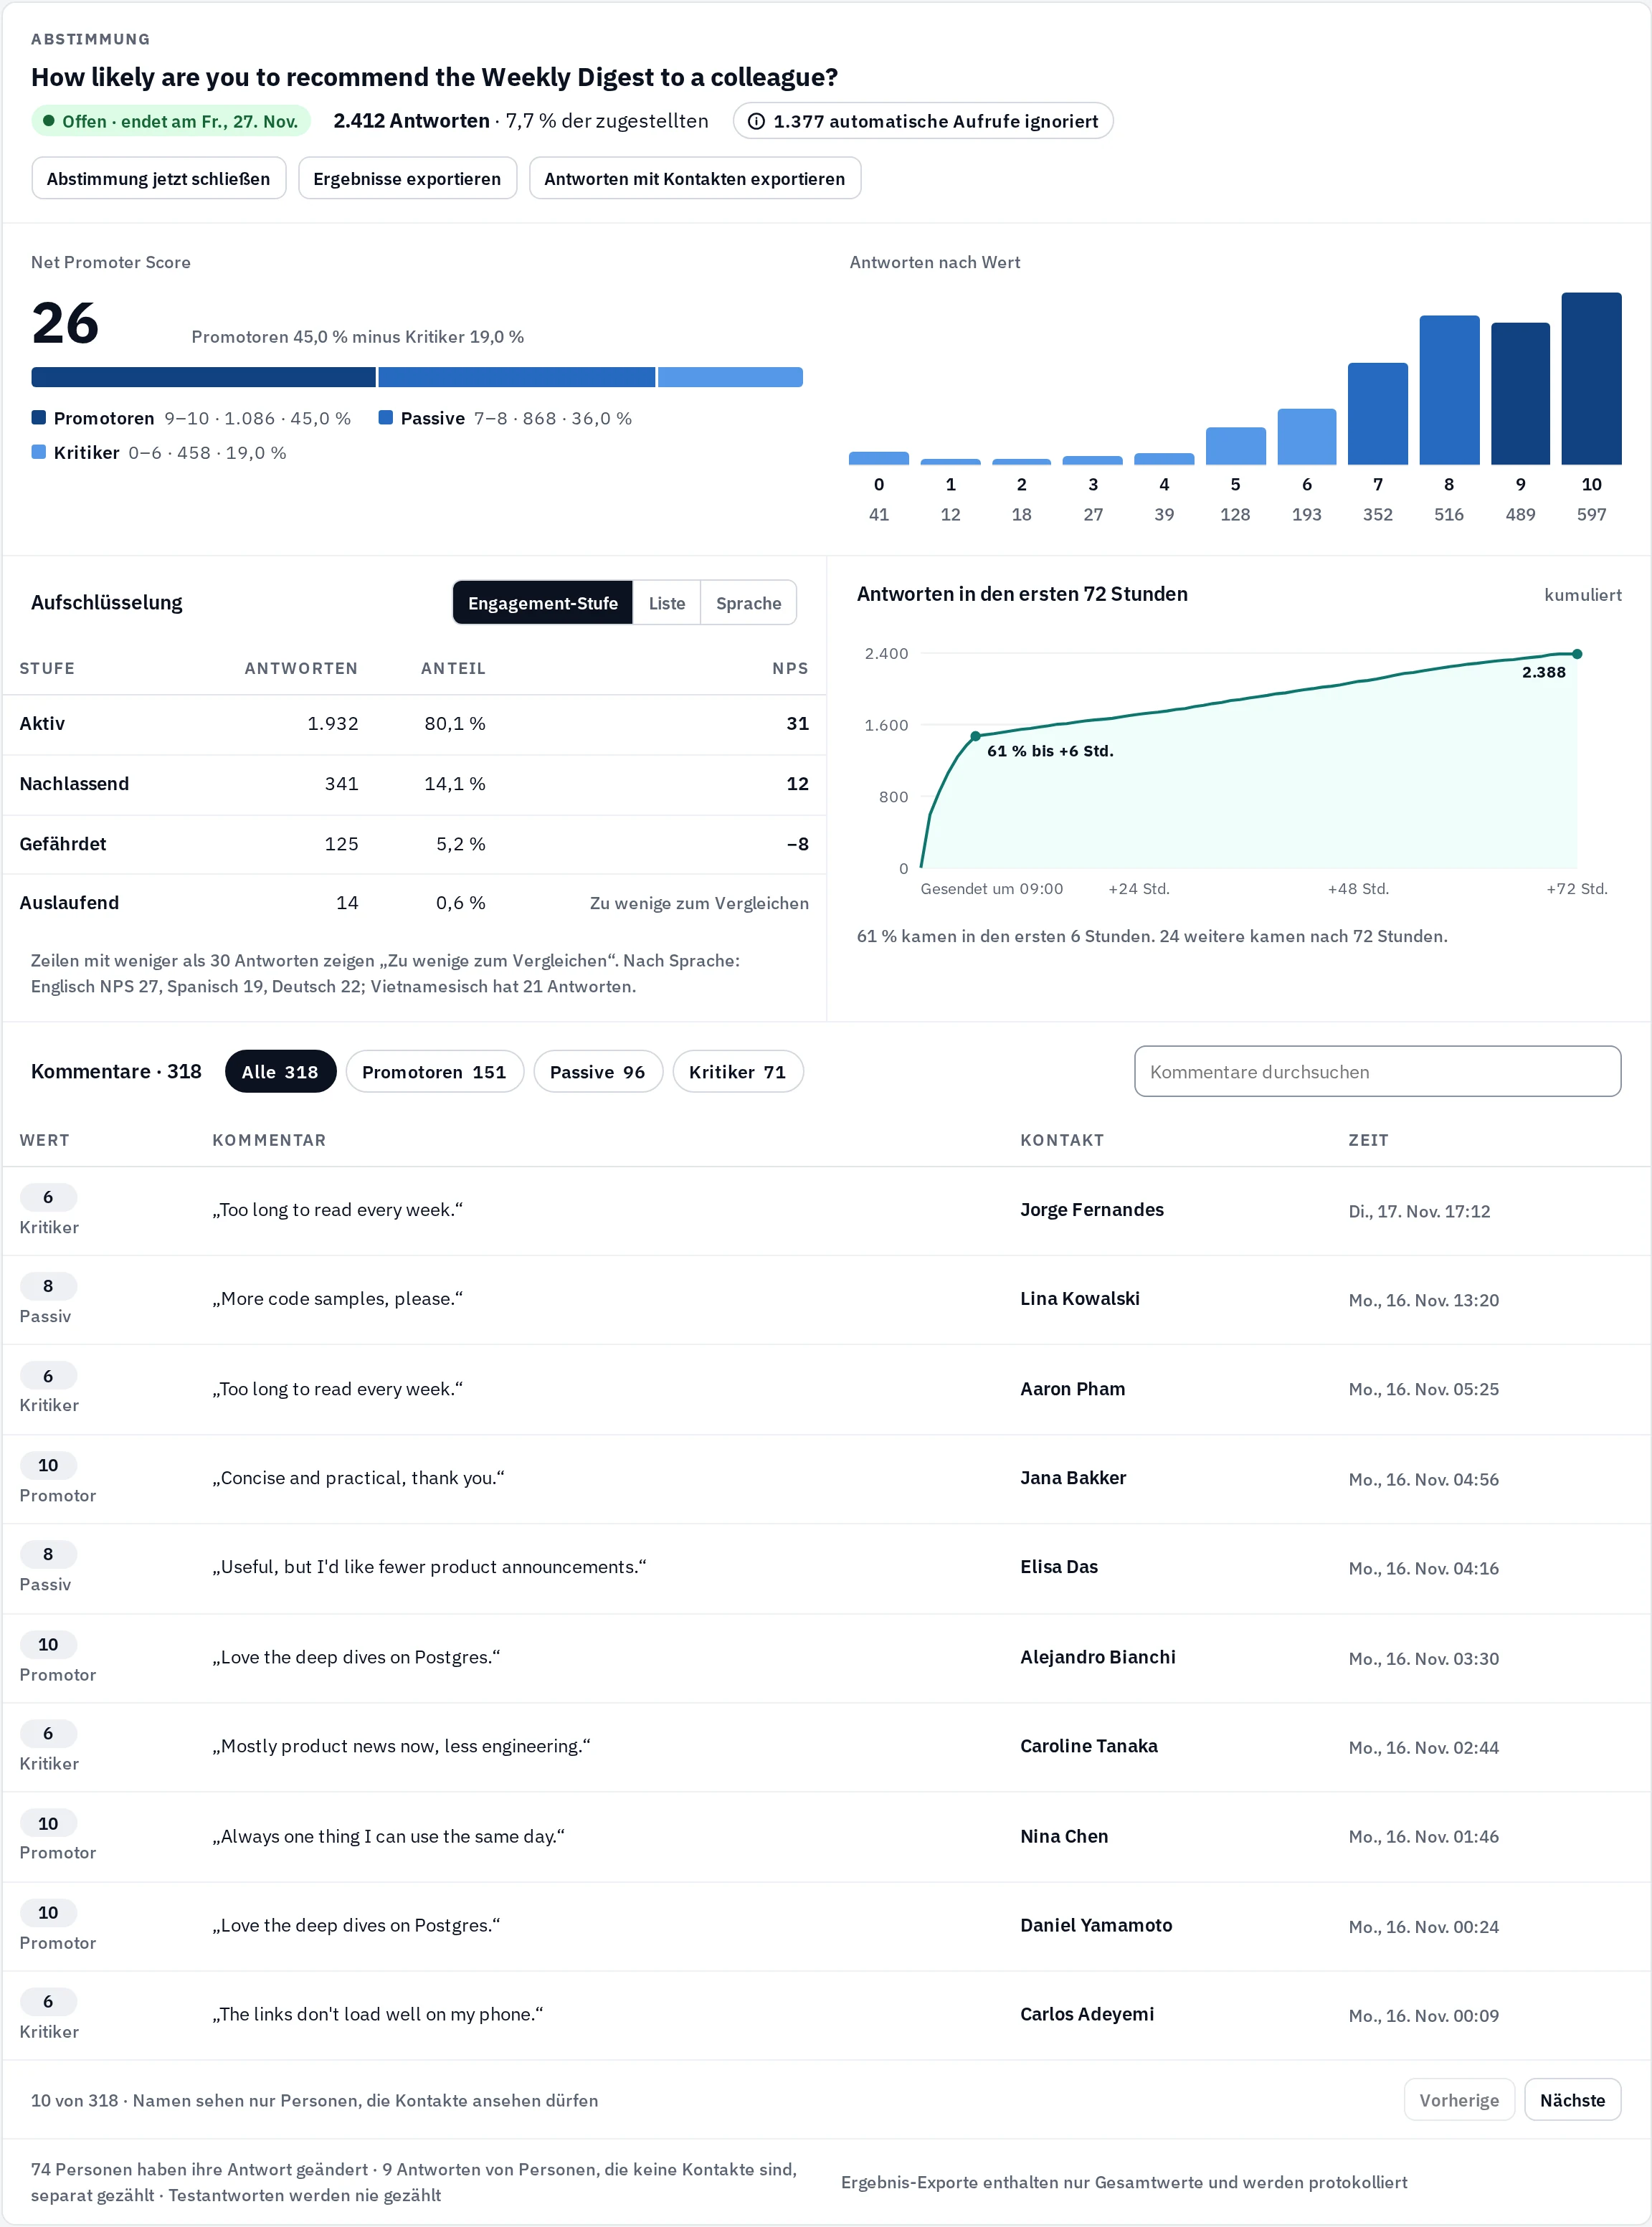 ABSTIMMUNG
How likely are you to recommend the Weekly Digest to a colleague?
Offen · endet am Fr., 27. Nov. 2.412 Antworten · 7,7 % der zugestellten 1.377 automatische Aufrufe ignoriert
Abstimmung jetzt schließen Ergebnisse exportieren Antworten mit Kontakten exportieren
Net Promoter Score
26 Promotoren 45,0 % minus Kritiker 19,0 %
Promotoren 9–10 · 1.086 · 45,0 % Passive 7–8 · 868 · 36,0 %
Kritiker 0–6 · 458 · 19,0 %
Antworten nach Wert
0 1 2 3 4 5 6 7 8 9 10
41 12 18 27 39 128 193 352 516 489 597
Aufschlüsselung Engagement-Stufe Liste Sprache
STUFE ANTWORTEN ANTEIL NPS
Aktiv 1.932 80,1 % 31
Nachlassend 341 14,1 % 12
Gefährdet 125 5,2 % −8
Auslaufend 14 0,6 % Zu wenige zum Vergleichen
Zeilen mit weniger als 30 Antworten zeigen „Zu wenige zum Vergleichen“. Nach Sprache:
Englisch NPS 27, Spanisch 19, Deutsch 22; Vietnamesisch hat 21 Antworten.
Antworten in den ersten 72 Stunden kumuliert
2.400
2.388
1.600
61 % bis +6 Std.
800
0
Gesendet um 09:00 +24 Std. +48 Std. +72 Std.
61 % kamen in den ersten 6 Stunden. 24 weitere kamen nach 72 Stunden.
Kommentare · 318 Alle 318 Promotoren 151 Passive 96 Kritiker 71 Kommentare durchsuchen
WERT KOMMENTAR KONTAKT ZEIT
6
Kritiker
„Too long to read every week.“ Jorge Fernandes Di., 17. Nov. 17:12
8
Passiv
„More code samples, please.“ Lina Kowalski Mo., 16. Nov. 13:20
6
Kritiker
„Too long to read every week.“ Aaron Pham Mo., 16. Nov. 05:25
10
Promotor
„Concise and practical, thank you.“ Jana Bakker Mo., 16. Nov. 04:56
8
Passiv
„Useful, but I'd like fewer product announcements.“ Elisa Das Mo., 16. Nov. 04:16
10
Promotor
„Love the deep dives on Postgres.“ Alejandro Bianchi Mo., 16. Nov. 03:30
6
Kritiker
„Mostly product news now, less engineering.“ Caroline Tanaka Mo., 16. Nov. 02:44
10
Promotor
„Always one thing I can use the same day.“ Nina Chen Mo., 16. Nov. 01:46
10
Promotor
„Love the deep dives on Postgres.“ Daniel Yamamoto Mo., 16. Nov. 00:24
6
Kritiker
„The links don't load well on my phone.“ Carlos Adeyemi Mo., 16. Nov. 00:09
10 von 318 · Namen sehen nur Personen, die Kontakte ansehen dürfen Vorherige Nächste
74 Personen haben ihre Antwort geändert · 9 Antworten von Personen, die keine Kontakte sind,
separat gezählt · Testantworten werden nie gezählt
Ergebnis-Exporte enthalten nur Gesamtwerte und werden protokolliert